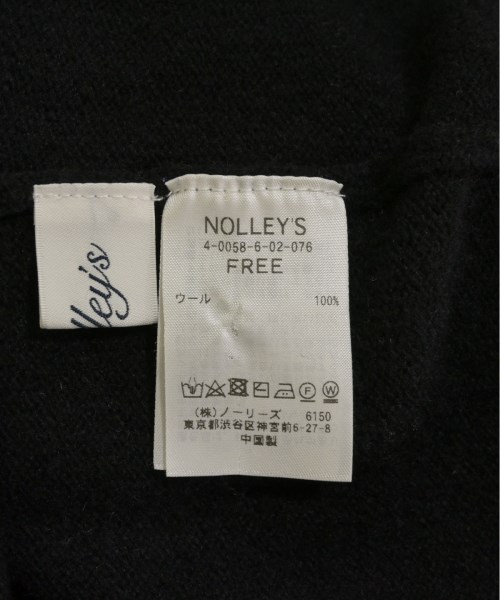 lley's
NOLLEY'S
4-0058-6-02-076
FREE
ウール 100%
(株)ノーリーズ 6150
東京都渋谷区神宮前6-27-8
中国製